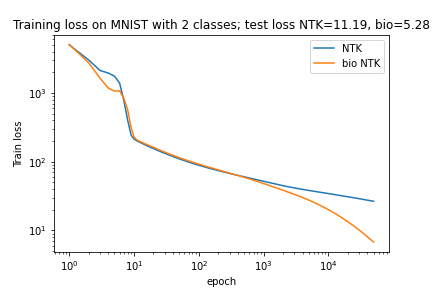 Training loss on MNIST with 2 classes; test loss NTK=11.19, bio=5.28
NTK
bio NTK
Train loss
10³
10²
10¹
10⁰ 10¹ 10² 10³ 10⁴
epoch